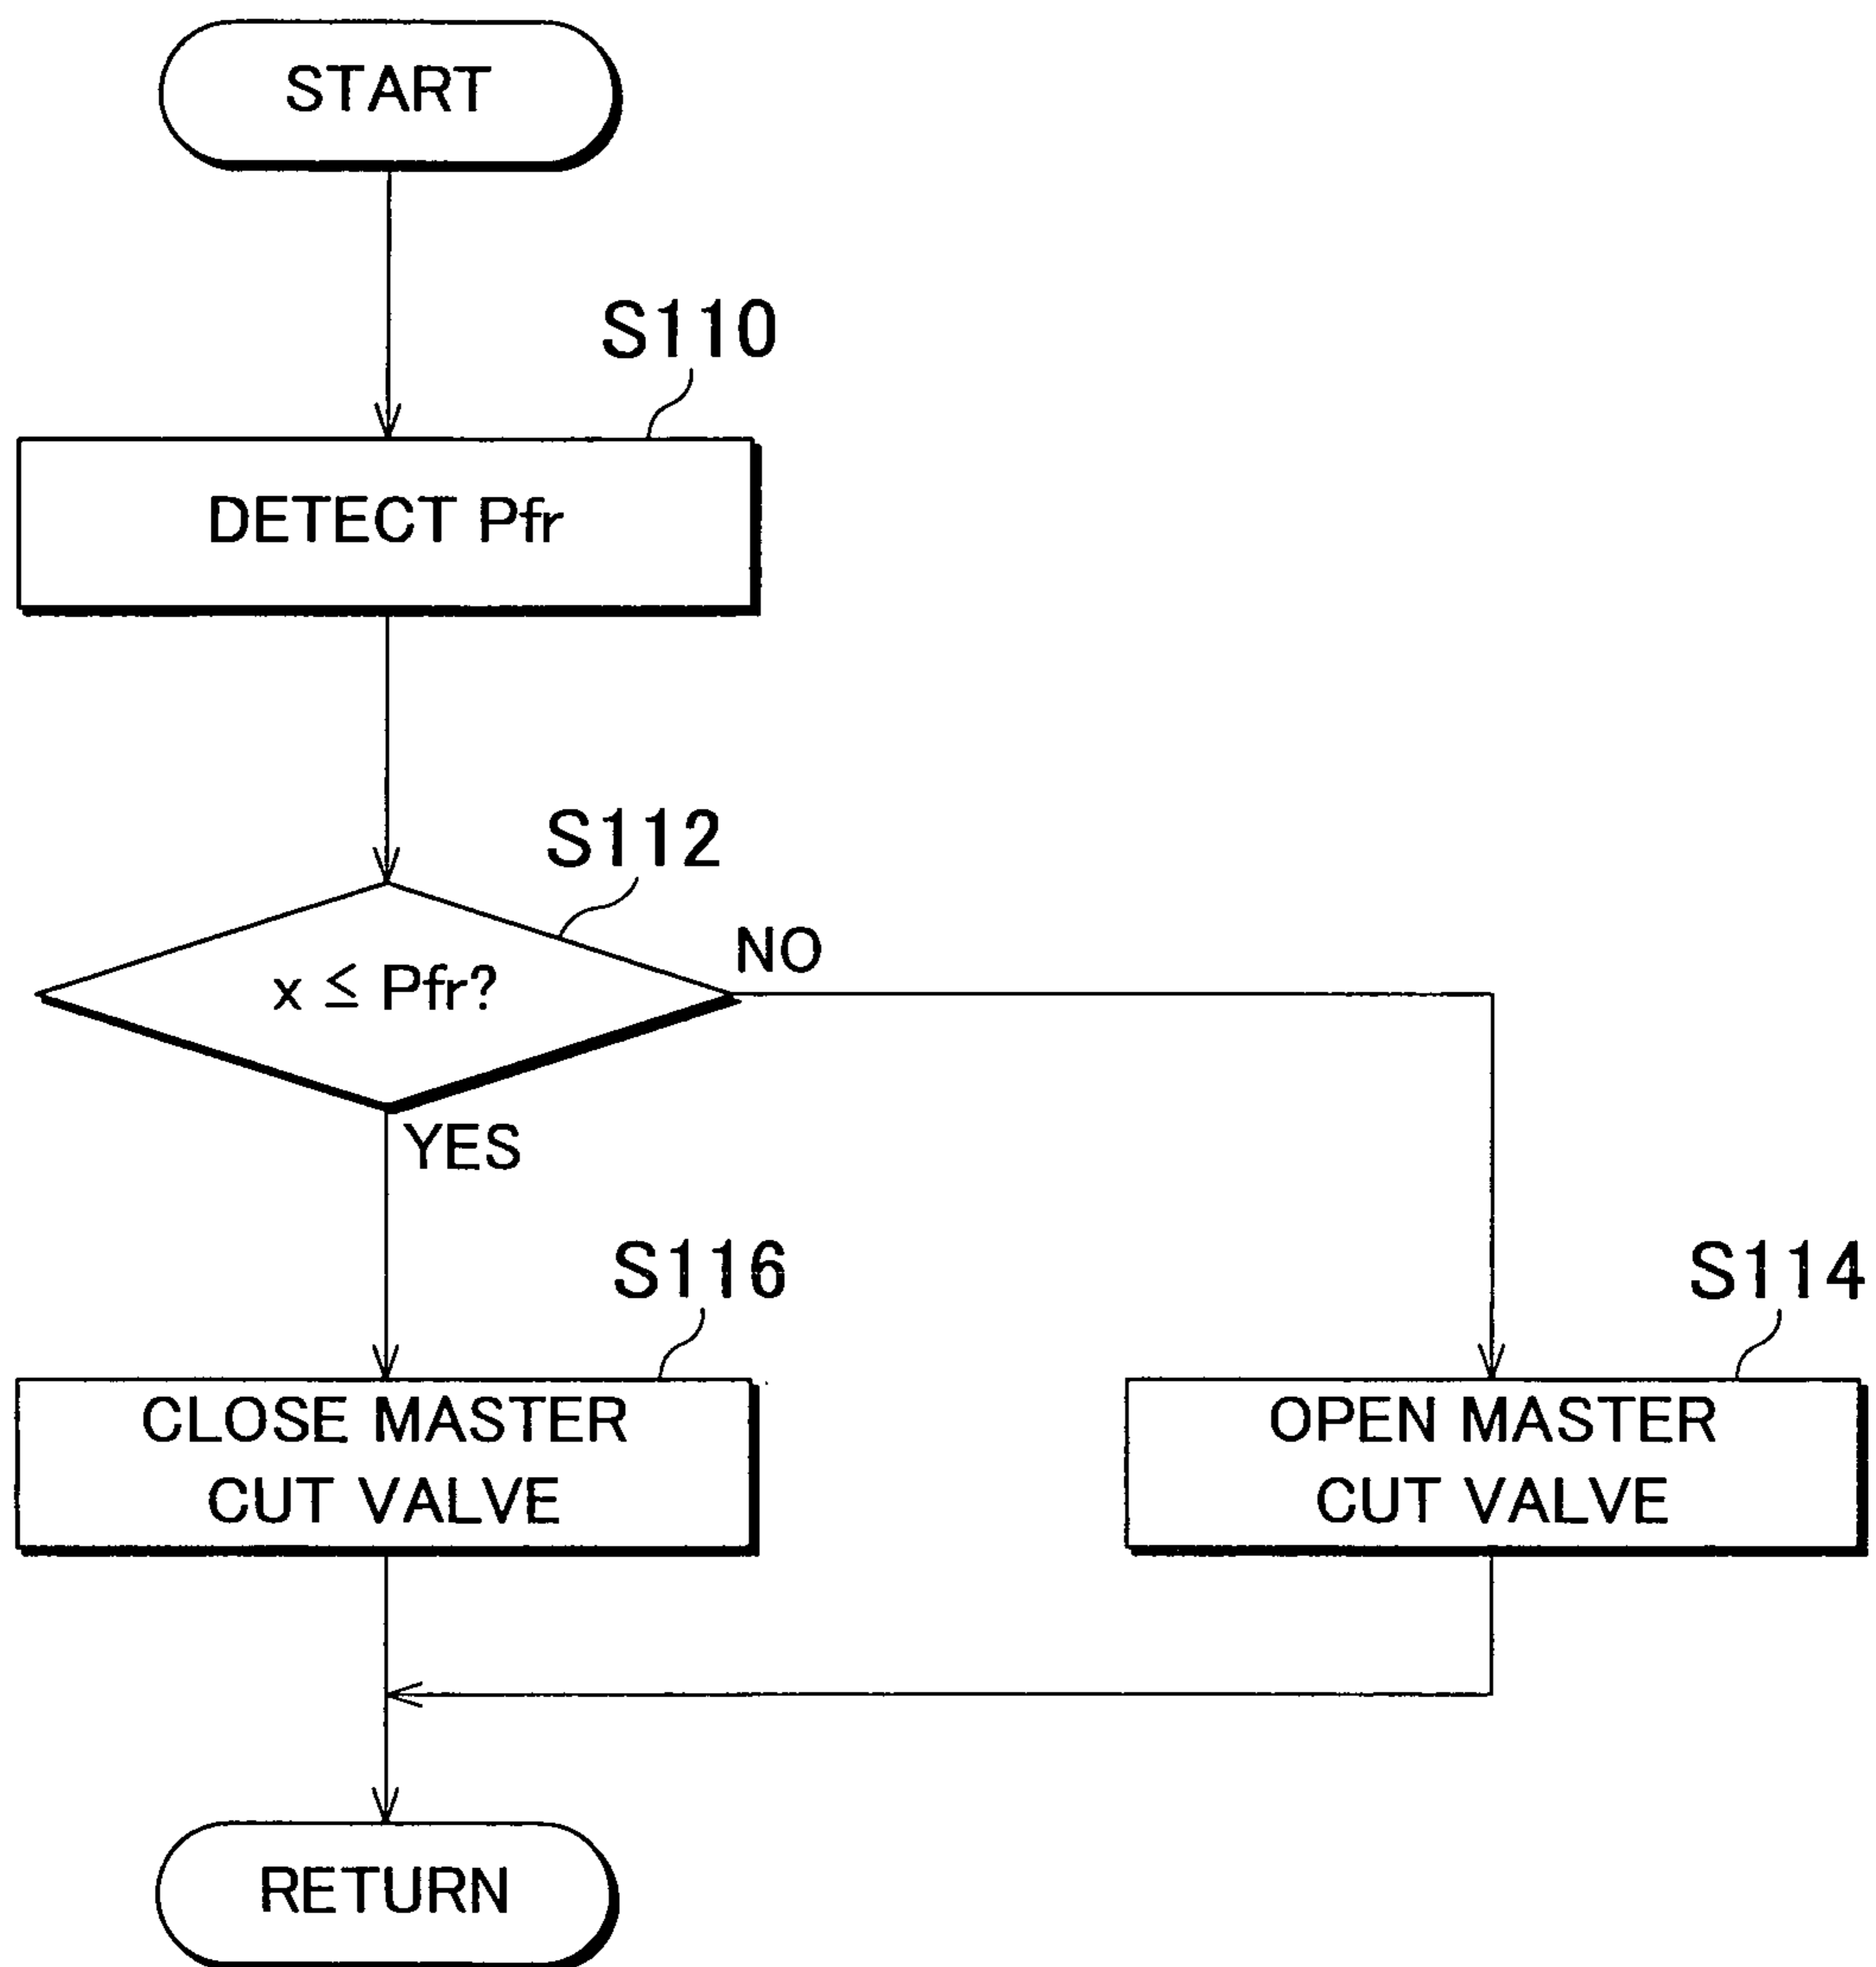 START
S110
DETECT Pfr
S112
x ≤ Pfr?
NO
YES
S116
CLOSE MASTER
CUT VALVE
S114
OPEN MASTER
CUT VALVE
RETURN